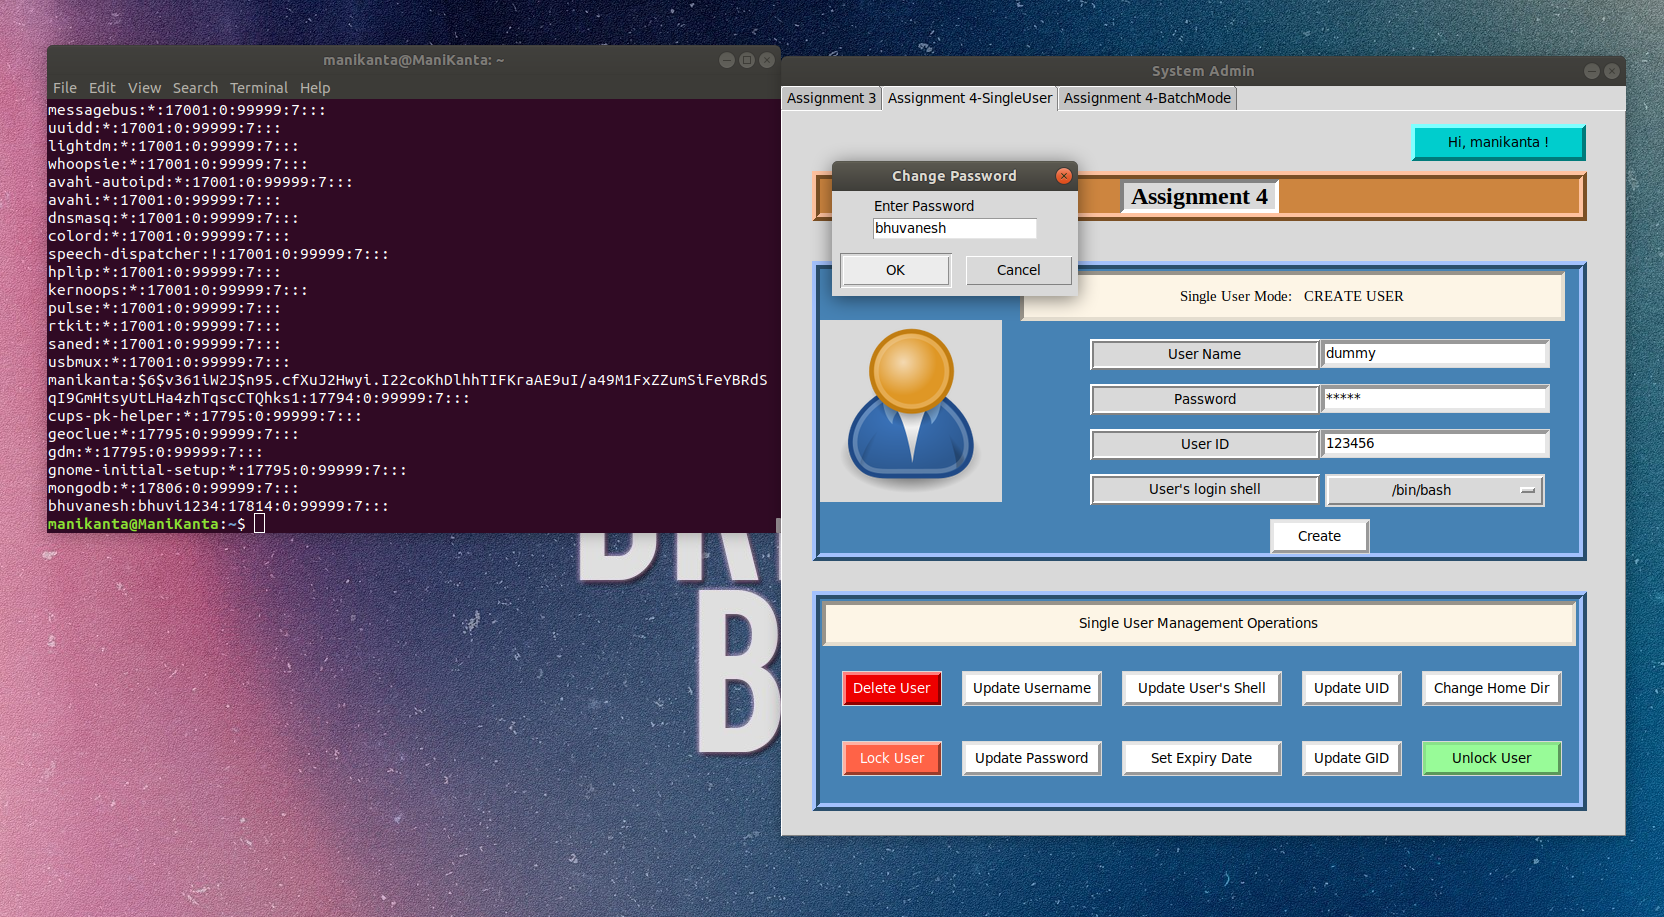 manikanta@ManiKanta: ~
File Edit View Search Terminal Help
messagebus:*:17001:0:99999:7:::
uuidd:*:17001:0:99999:7:::
lightdm:*:17001:0:99999:7:::
whoopsie:*:17001:0:99999:7:::
avahi-autoipd:*:17001:0:99999:7:::
avahi:*:17001:0:99999:7:::
dnsmasq:*:17001:0:99999:7:::
colord:*:17001:0:99999:7:::
speech-dispatcher:!:17001:0:99999:7:::
hplip:*:17001:0:99999:7:::
kernoops:*:17001:0:99999:7:::
pulse:*:17001:0:99999:7:::
rtkit:*:17001:0:99999:7:::
saned:*:17001:0:99999:7:::
usbmux:*:17001:0:99999:7:::
manikanta:$6$v361iW2J$n95.cfXuJ2Hwyi.I22coKhDlhhTIFKraAE9uI/a49M1FxZZumSiFeYBRdS
qI9GmHtsyUtLHa4zhTqscCTQhks1:17794:0:99999:7:::
cups-pk-helper:*:17795:0:99999:7:::
geoclue:*:17795:0:99999:7:::
gdm:*:17795:0:99999:7:::
gnome-initial-setup:*:17795:0:99999:7:::
mongodb:*:17806:0:99999:7:::
bhuvanesh:bhuvi1234:17814:0:99999:7:::
manikanta@ManiKanta:~$
System Admin
Assignment 3 Assignment 4-SingleUser Assignment 4-BatchMode
Hi, manikanta !
Assignment 4
Change Password
Enter Password
bhuvanesh
OK Cancel
Single User Mode: CREATE USER
User Name dummy
Password *****
User ID 123456
User's login shell /bin/bash
Create
Single User Management Operations
Delete User Update Username Update User's Shell Update UID Change Home Dir
Lock User Update Password Set Expiry Date Update GID Unlock User